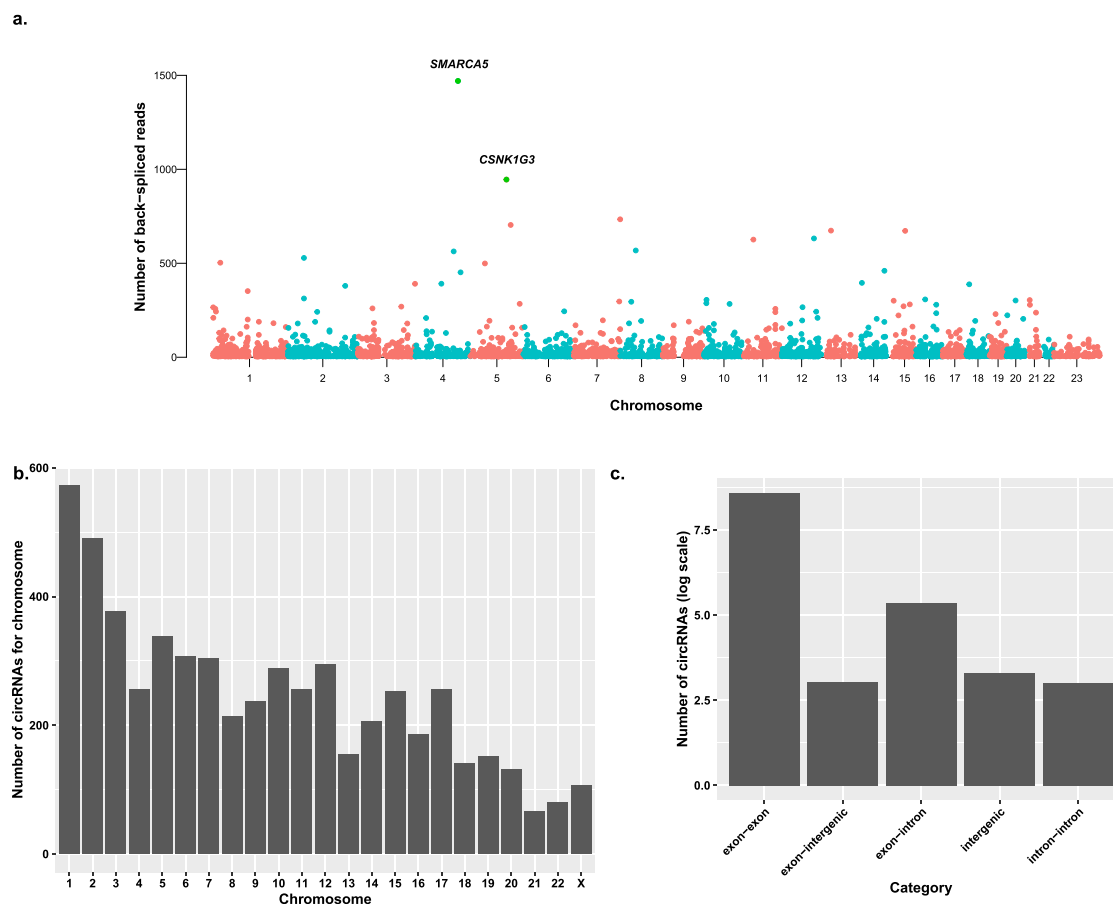 a.
SMARCA5
CSNK1G3
Number of back−spliced reads
1500
1000
500
0
1 2 3 4 5 6 7 8 9 10 11 12 13 14 15 16 17 18 19 20 21 22 23
Chromosome
b.
Number of circRNAs for chromosome
600
400
200
0
1 2 3 4 5 6 7 8 9 10 11 12 13 14 15 16 17 18 19 20 21 22 X
Chromosome
c.
Number of circRNAs (log scale)
7.5
5.0
2.5
0.0
exon−exon
exon−intergenic
exon−intron
intergenic
intron−intron
Category